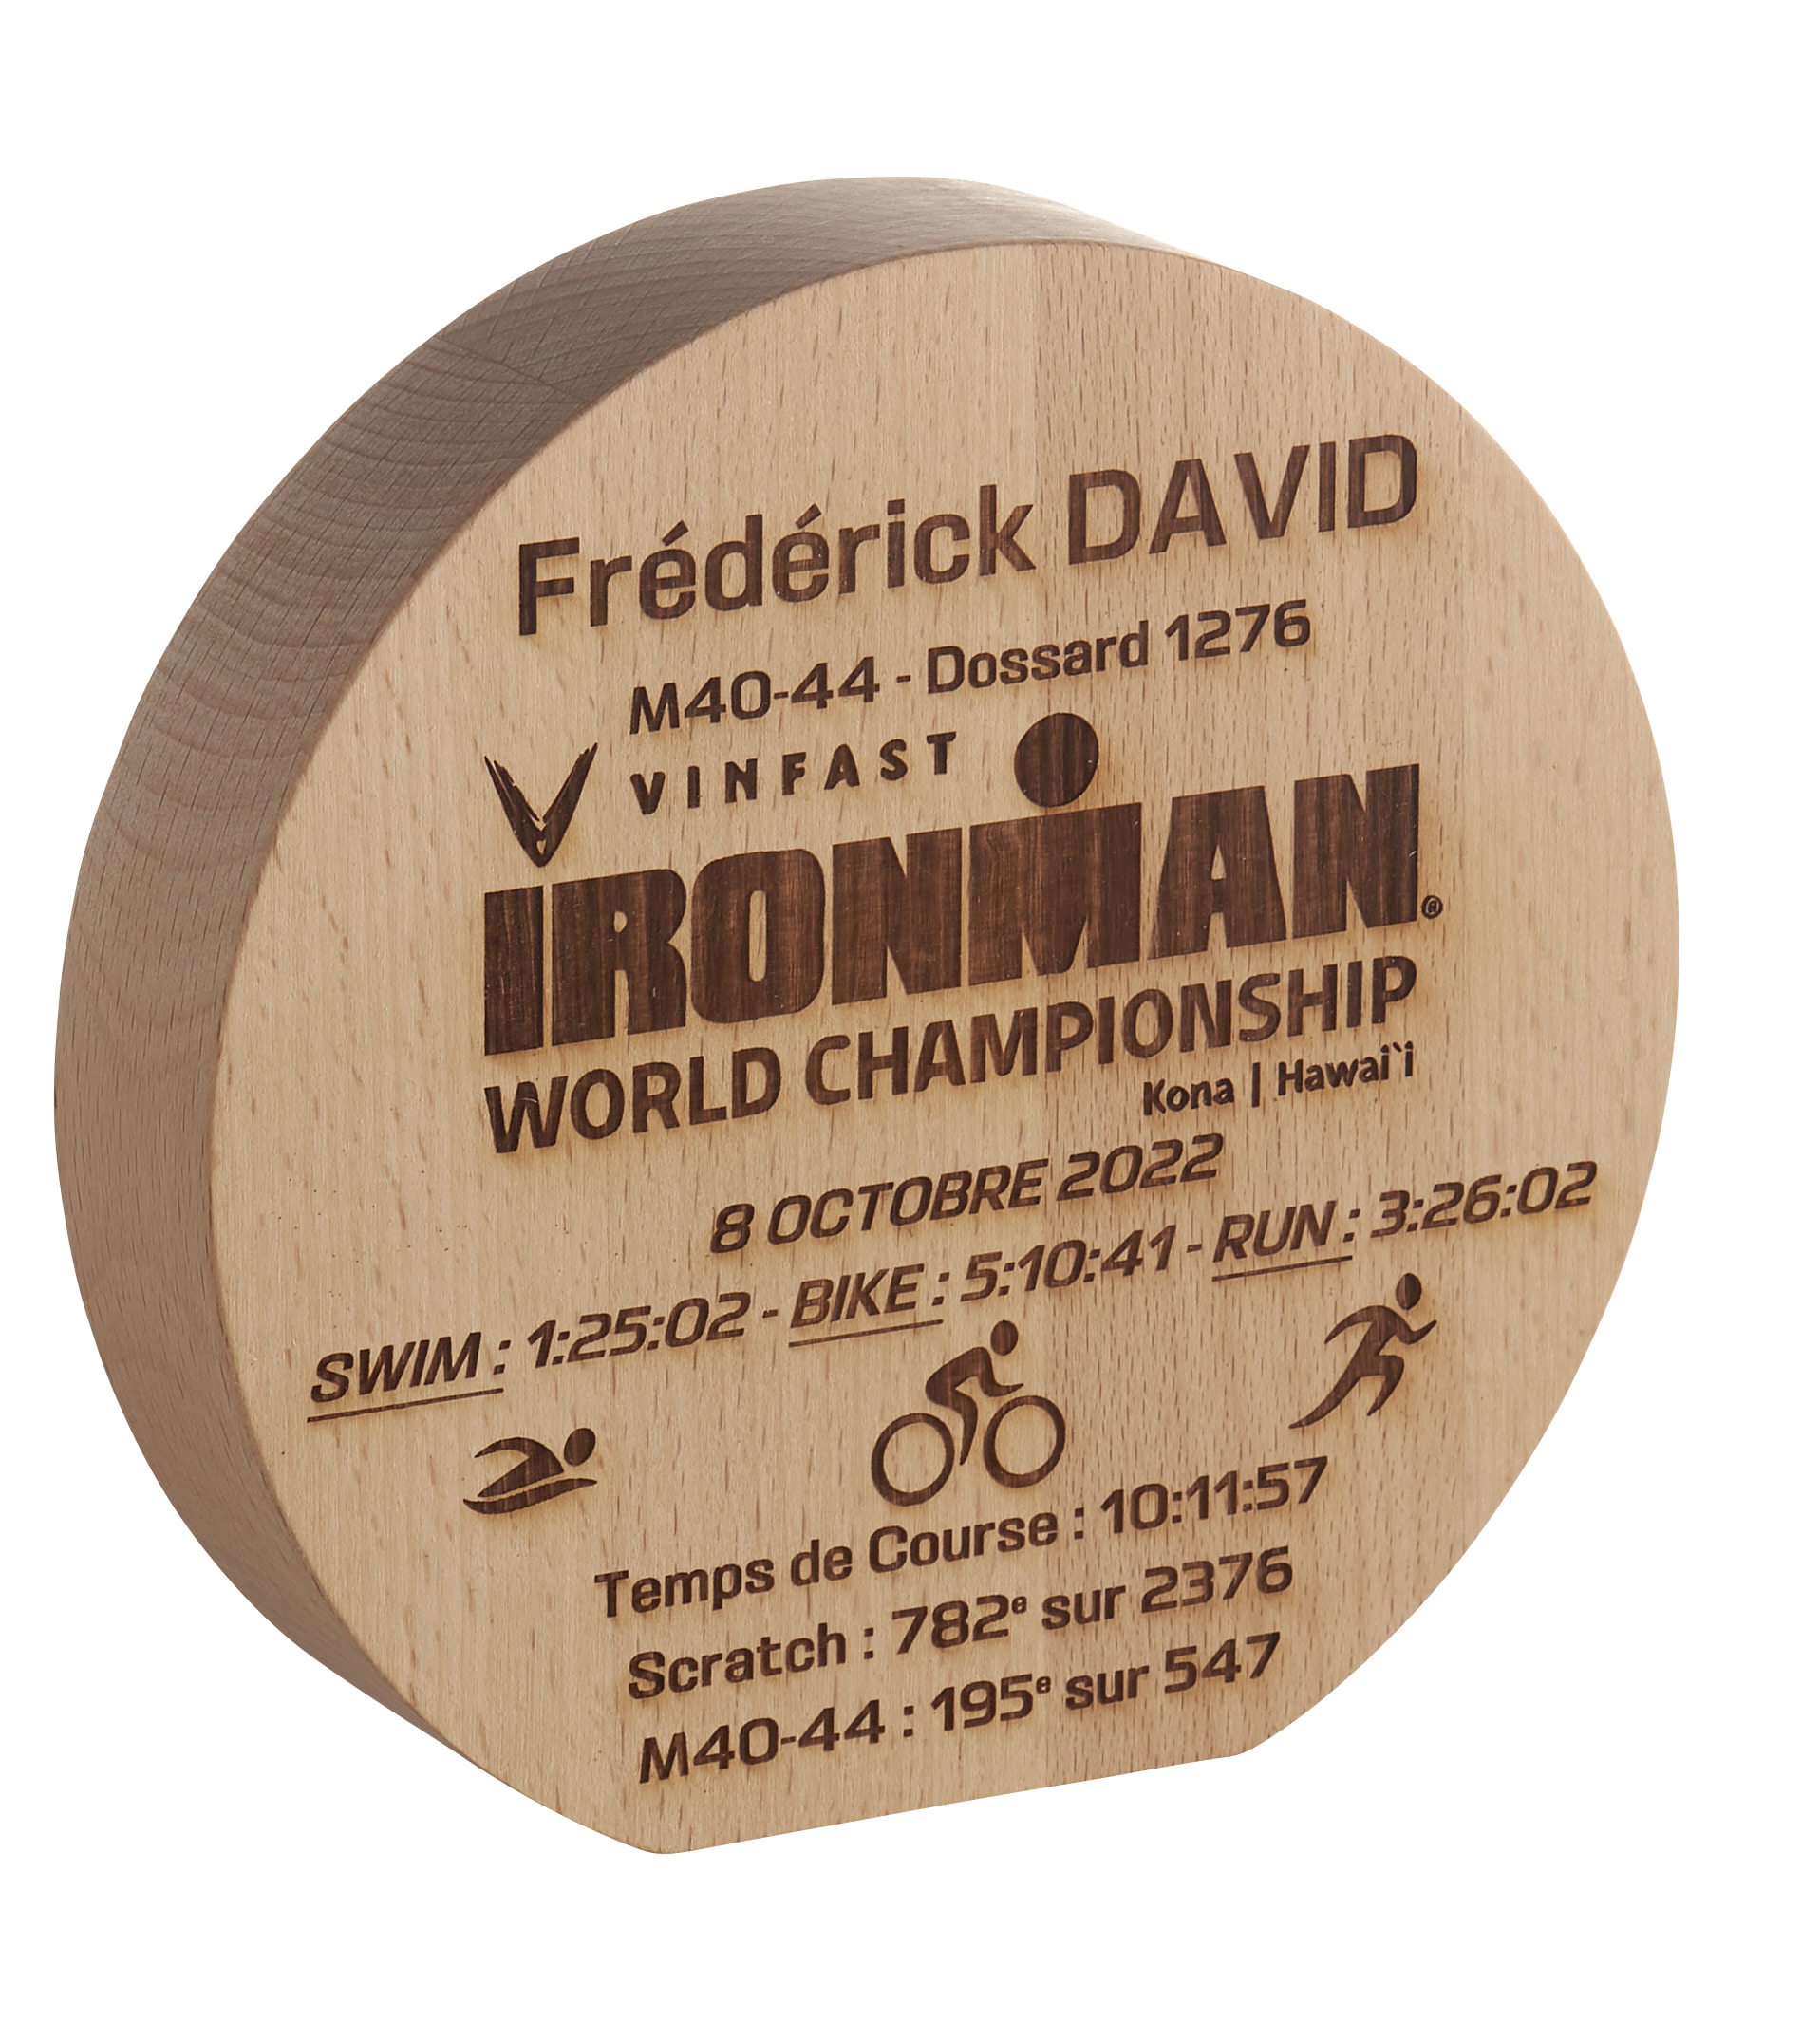 Frédérick DAVID
M40-44 - Dossard 1276
VINFAST
IRONMAN®
WORLD CHAMPIONSHIP
Kona | Hawai`i
8 OCTOBRE 2022
SWIM : 1:25:02 - BIKE : 5:10:41 - RUN : 3:26:02
Temps de Course : 10:11:57
Scratch : 782e sur 2376
M40-44 : 195e sur 547